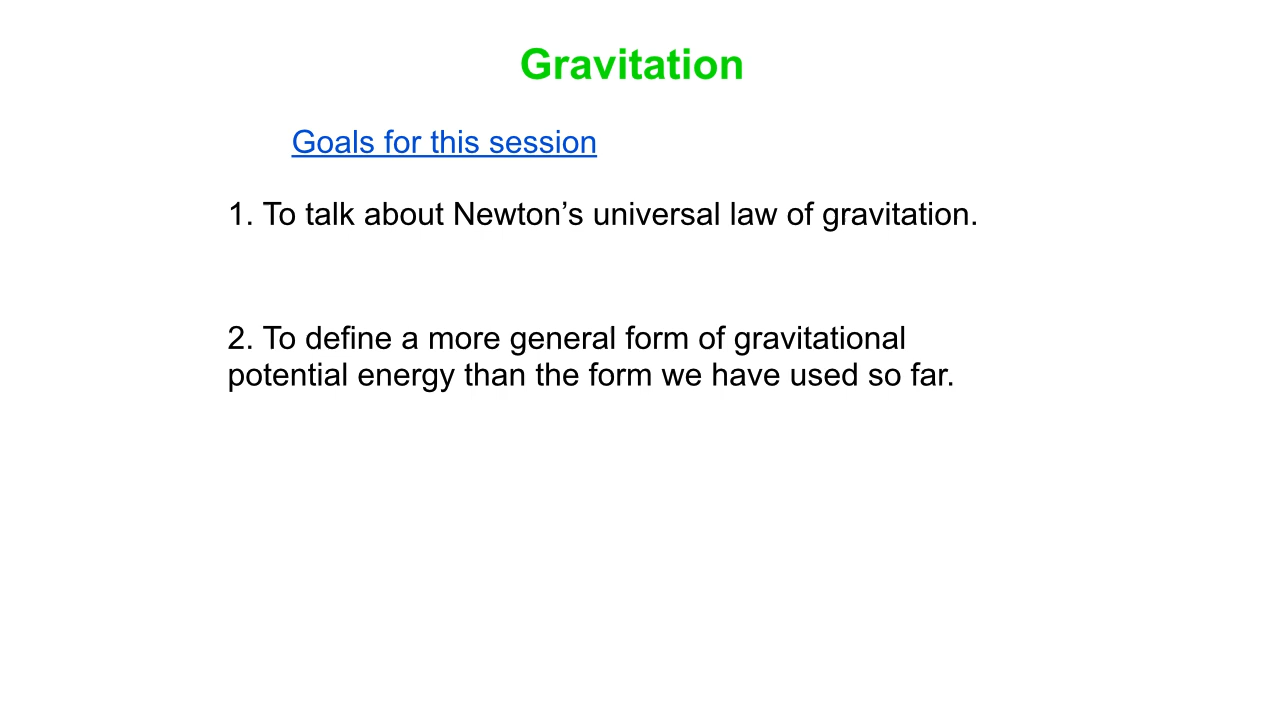 Gravitation
Goals for this session
1. To talk about Newton’s universal law of gravitation.
2. To define a more general form of gravitational
potential energy than the form we have used so far.